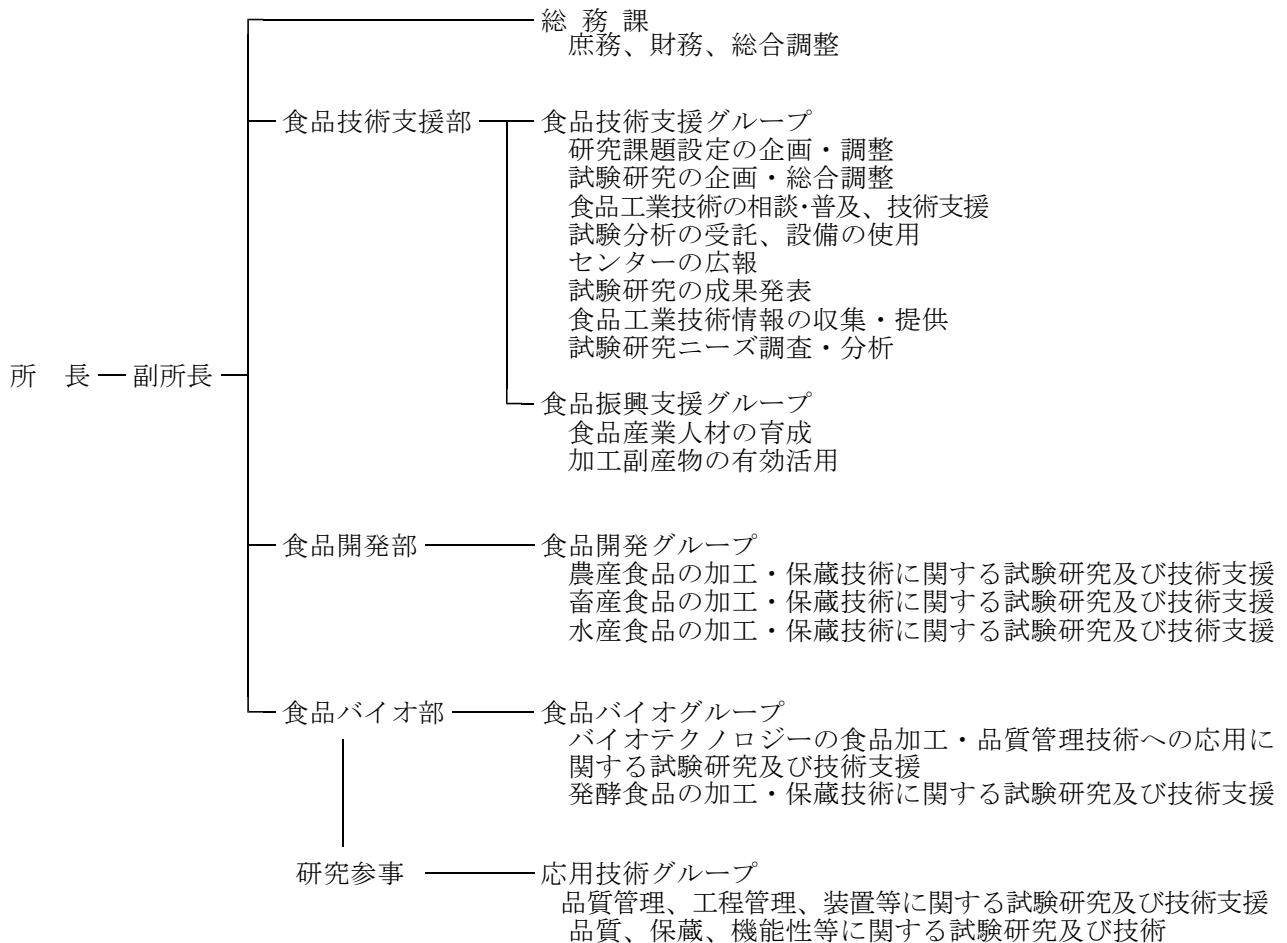 総 務 課
庶務、財務、総合調整
食品技術支援部
食品技術支援グループ
研究課題設定の企画・調整
試験研究の企画・総合調整
食品工業技術の相談･普及、技術支援
試験分析の受託、設備の使用
センターの広報
試験研究の成果発表
食品工業技術情報の収集・提供
試験研究ニーズ調査・分析
所　長
副所長
食品振興支援グループ
食品産業人材の育成
加工副産物の有効活用
食品開発部
食品開発グループ
農産食品の加工・保蔵技術に関する試験研究及び技術支援
畜産食品の加工・保蔵技術に関する試験研究及び技術支援
水産食品の加工・保蔵技術に関する試験研究及び技術支援
食品バイオ部
食品バイオグループ
バイオテクノロジーの食品加工・品質管理技術への応用に
関する試験研究及び技術支援
発酵食品の加工・保蔵技術に関する試験研究及び技術支援
研究参事
応用技術グループ
品質管理、工程管理、装置等に関する試験研究及び技術支援
品質、保蔵、機能性等に関する試験研究及び技術